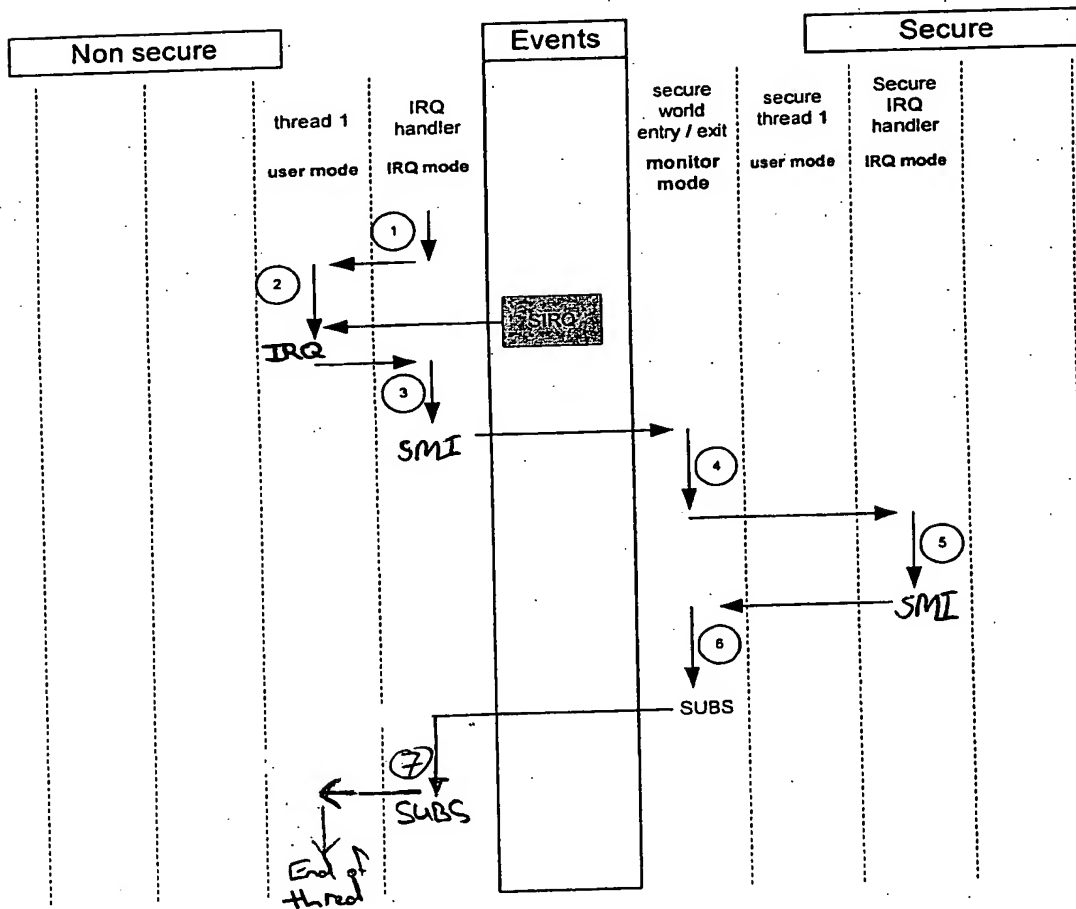 Non secure
Events
Secure
thread 1
user mode
IRQ
handler
IRQ mode
secure
world
entry / exit
monitor
mode
secure
thread 1
user mode
Secure
IRQ
handler
IRQ mode
1
2
SIRQ
IRQ
3
SMI
4
5
SMI
6
SUBS
7
SUBS
End of
thred